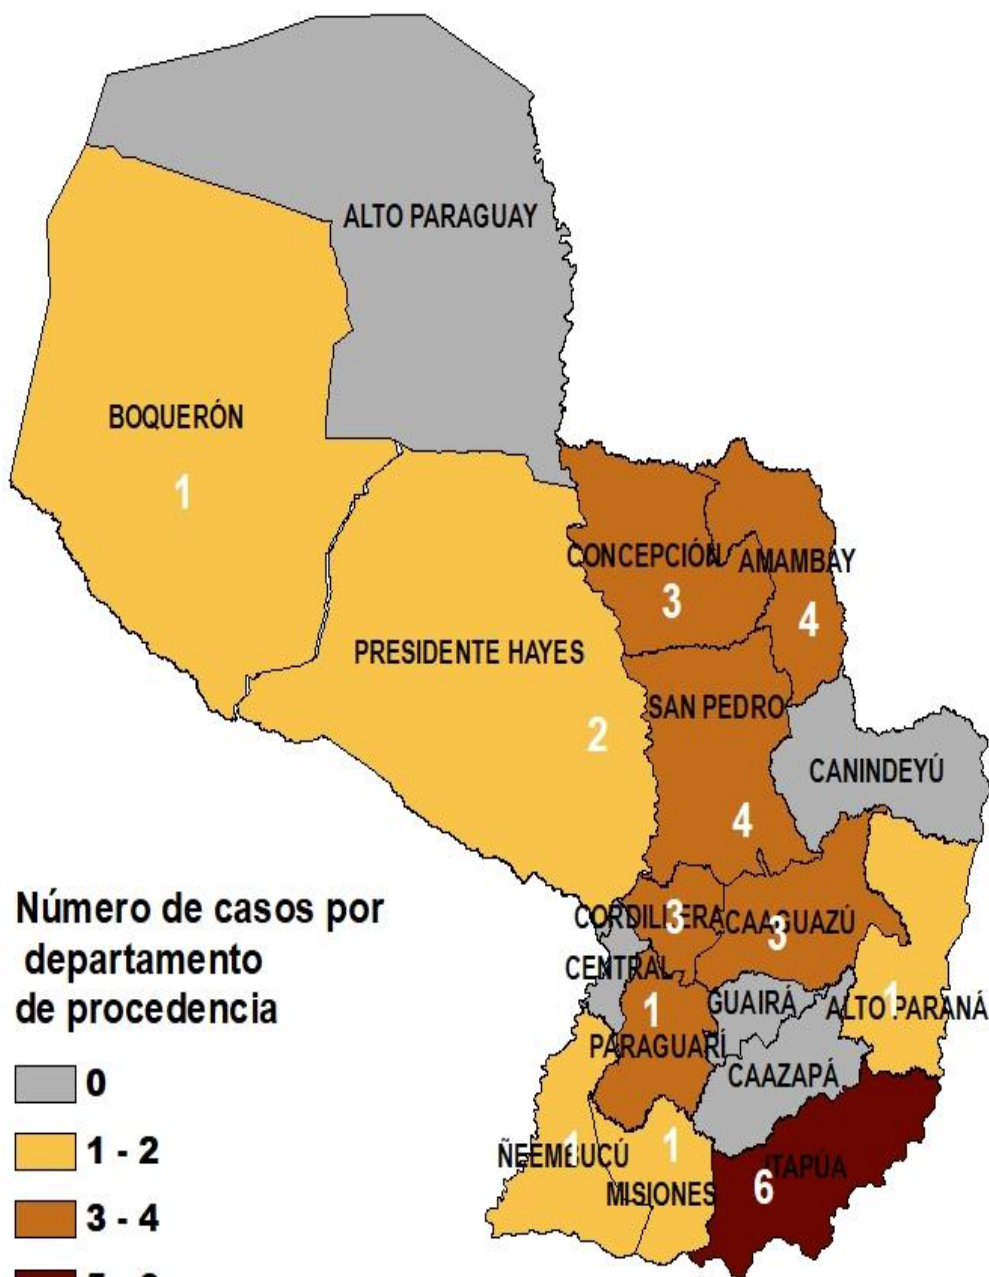 ALTO PARAGUAY
BOQUERÓN
1
CONCEPCIÓN
3
AMAMBAY
4
PRESIDENTE HAYES
2
SAN PEDRO
4
CANINDEYÚ
CORDILLERA
3
CAAGUAZÚ
3
CENTRAL
GUAIRÁ
ALTO PARANÁ
1
1
PARAGUARÍ
CAAZAPÁ
ÑEEMBUCÚ
1
1
MISIONES
ITAPÚA
6
Número de casos por
departamento
de procedencia
0
1 - 2
3 - 4